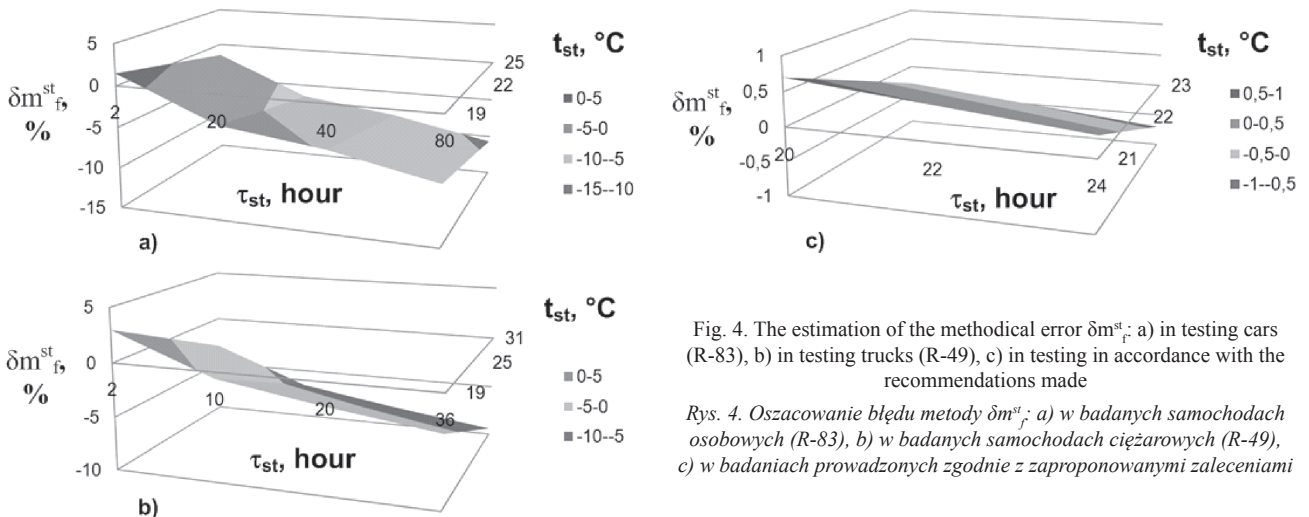 5
0
-5
-10
-15
δm^st_f,
%
2
20
40
80
19
22
25
τ_st, hour
t_st, °C
0-5
-5-0
-10--5
-15--10
a)
5
0
-5
-10
δm^st_f,
%
2
10
20
36
19
25
31
τ_st, hour
t_st, °C
0-5
-5-0
-10--5
b)
1
0,5
0
-0,5
-1
δm^st_f,
%
20
22
24
21
22
23
τ_st, hour
t_st, °C
0,5-1
0-0,5
-0,5-0
-1--0,5
c)
Fig. 4. The estimation of the methodical error δm^st_f: a) in testing cars
(R-83), b) in testing trucks (R-49), c) in testing in accordance with the
recommendations made
Rys. 4. Oszacowanie błędu metody δm^st_f: a) w badanych samochodach
osobowych (R-83), b) w badanych samochodach ciężarowych (R-49),
c) w badaniach prowadzonych zgodnie z zaproponowanymi zaleceniami